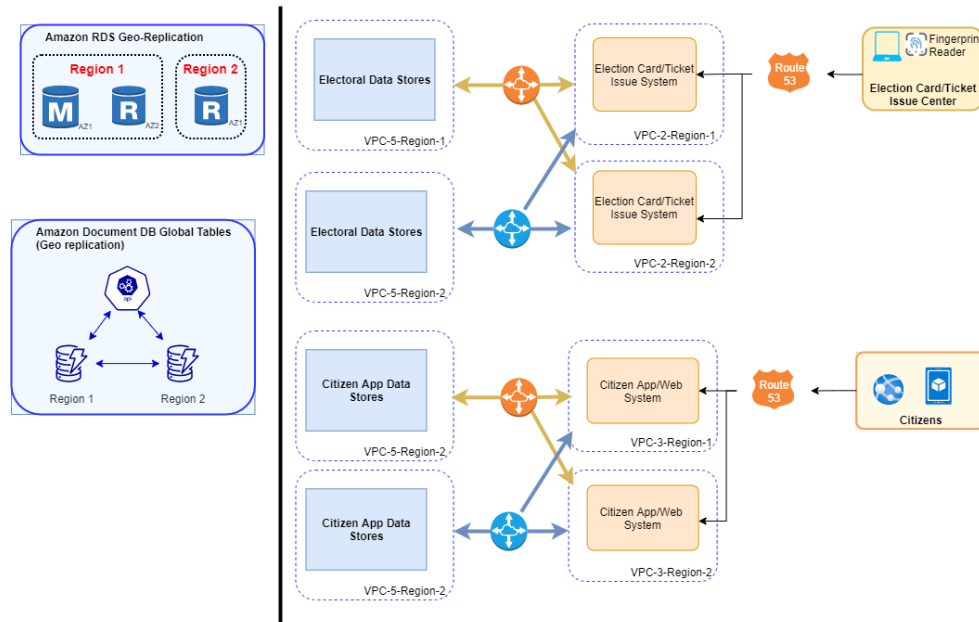 Amazon RDS Geo-Replication
Region 1
Region 2
M
AZ1
R
AZ2
R
AZ1
Amazon Document DB Global Tables
(Geo replication)
api
Region 1
Region 2
Electoral Data Stores
VPC-5-Region-1
Election Card/Ticket
Issue System
VPC-2-Region-1
Route
53
Fingerprin
Reader
Election Card/Ticket
Issue Center
Electoral Data Stores
VPC-5-Region-2
Election Card/Ticket
Issue System
VPC-2-Region-2
Citizen App Data
Stores
VPC-5-Region-2
Citizen App/Web
System
VPC-3-Region-1
Route
53
Citizens
Citizen App Data
Stores
VPC-5-Region-2
Citizen App/Web
System
VPC-3-Region-2